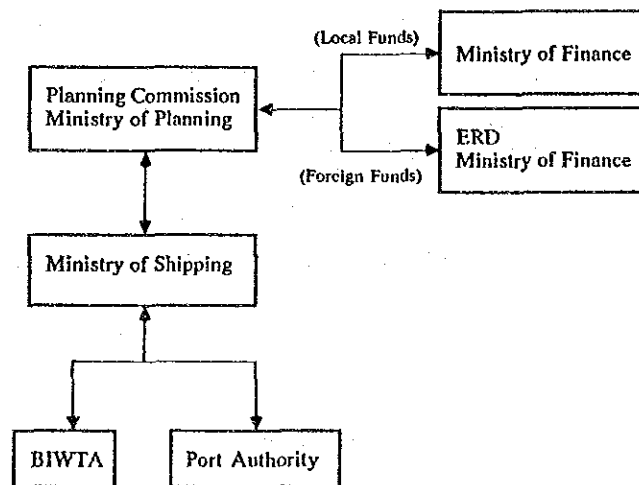 (Local Funds)
Ministry of Finance
Planning Commission
Ministry of Planning
ERD
Ministry of Finance
(Foreign Funds)
Ministry of Shipping
BIWTA
Port Authority